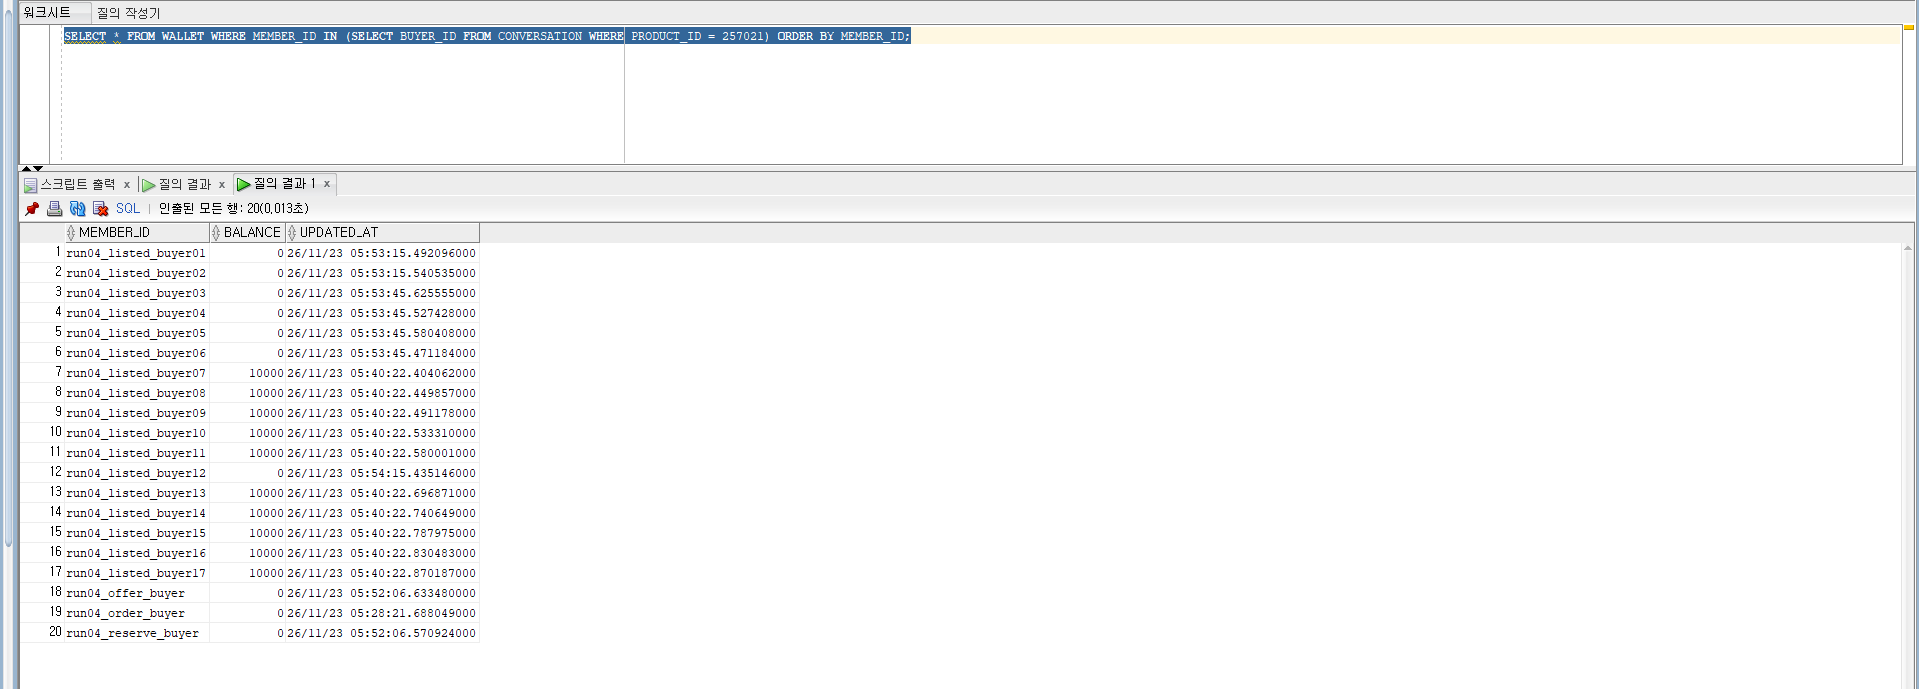 워크시트 질의 작성기
SELECT * FROM WALLET WHERE MEMBER_ID IN (SELECT BUYER_ID FROM CONVERSATION WHERE PRODUCT_ID = 257021) ORDER BY MEMBER_ID;
스크립트 출력 x 질의 결과 x 질의 결과 1 x
SQL | 인출된 모든 행: 20(0,013초)
MEMBER_ID BALANCE UPDATED_AT
1 run04_listed_buyer01 0 26/11/23 05:53:15.492096000
2 run04_listed_buyer02 0 26/11/23 05:53:15.540535000
3 run04_listed_buyer03 0 26/11/23 05:53:45.625555000
4 run04_listed_buyer04 0 26/11/23 05:53:45.527428000
5 run04_listed_buyer05 0 26/11/23 05:53:45.580408000
6 run04_listed_buyer06 0 26/11/23 05:53:45.471184000
7 run04_listed_buyer07 10000 26/11/23 05:40:22.404062000
8 run04_listed_buyer08 10000 26/11/23 05:40:22.449857000
9 run04_listed_buyer09 10000 26/11/23 05:40:22.491178000
10 run04_listed_buyer10 10000 26/11/23 05:40:22.533310000
11 run04_listed_buyer11 10000 26/11/23 05:40:22.580001000
12 run04_listed_buyer12 0 26/11/23 05:54:15.435146000
13 run04_listed_buyer13 10000 26/11/23 05:40:22.696871000
14 run04_listed_buyer14 10000 26/11/23 05:40:22.740649000
15 run04_listed_buyer15 10000 26/11/23 05:40:22.787975000
16 run04_listed_buyer16 10000 26/11/23 05:40:22.830483000
17 run04_listed_buyer17 10000 26/11/23 05:40:22.870187000
18 run04_offer_buyer 0 26/11/23 05:52:06.633480000
19 run04_order_buyer 0 26/11/23 05:28:21.688049000
20 run04_reserve_buyer 0 26/11/23 05:52:06.570924000